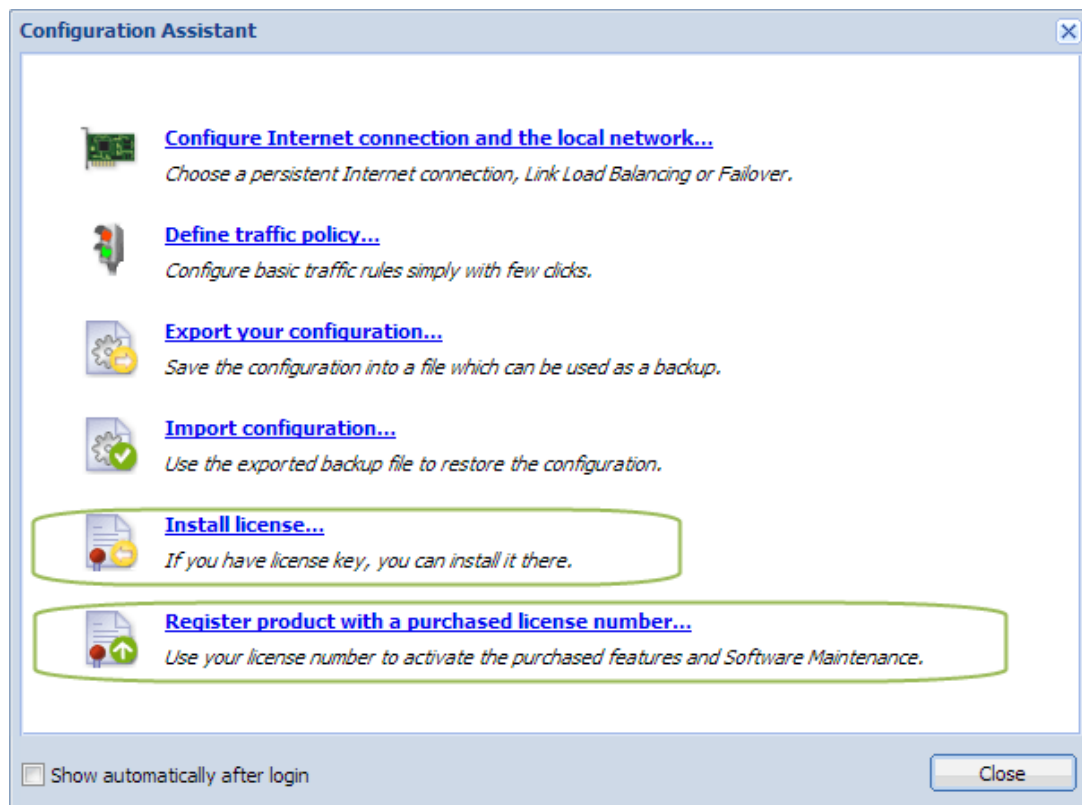 Configuration Assistant
Configure Internet connection and the local network...
Choose a persistent Internet connection, Link Load Balancing or Failover.
Define traffic policy...
Configure basic traffic rules simply with few clicks.
Export your configuration...
Save the configuration into a file which can be used as a backup.
Import configuration...
Use the exported backup file to restore the configuration.
Install license...
If you have license key, you can install it there.
Register product with a purchased license number...
Use your license number to activate the purchased features and Software Maintenance.
Show automatically after login
Close